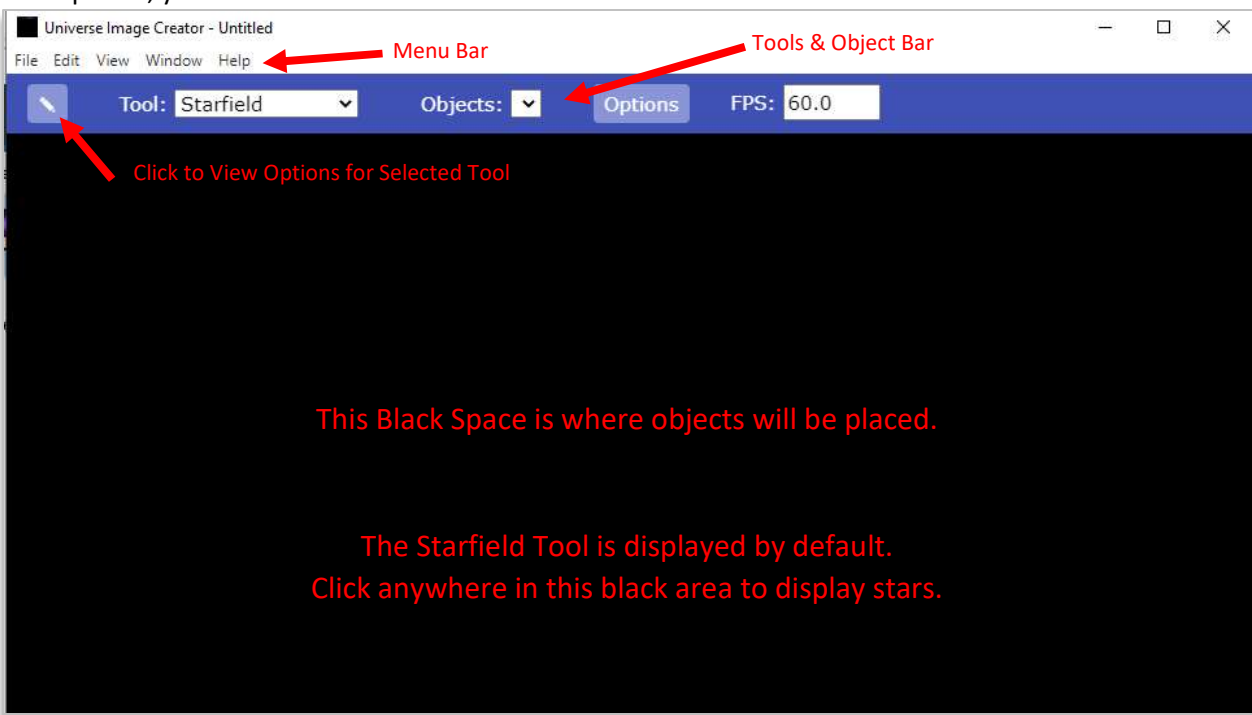 Universe Image Creator - Untitled
File Edit View Window Help
Menu Bar
Tools & Object Bar
Tool: Starfield Objects: Options FPS: 60.0
Click to View Options for Selected Tool
This Black Space is where objects will be placed.
The Starfield Tool is displayed by default.
Click anywhere in this black area to display stars.